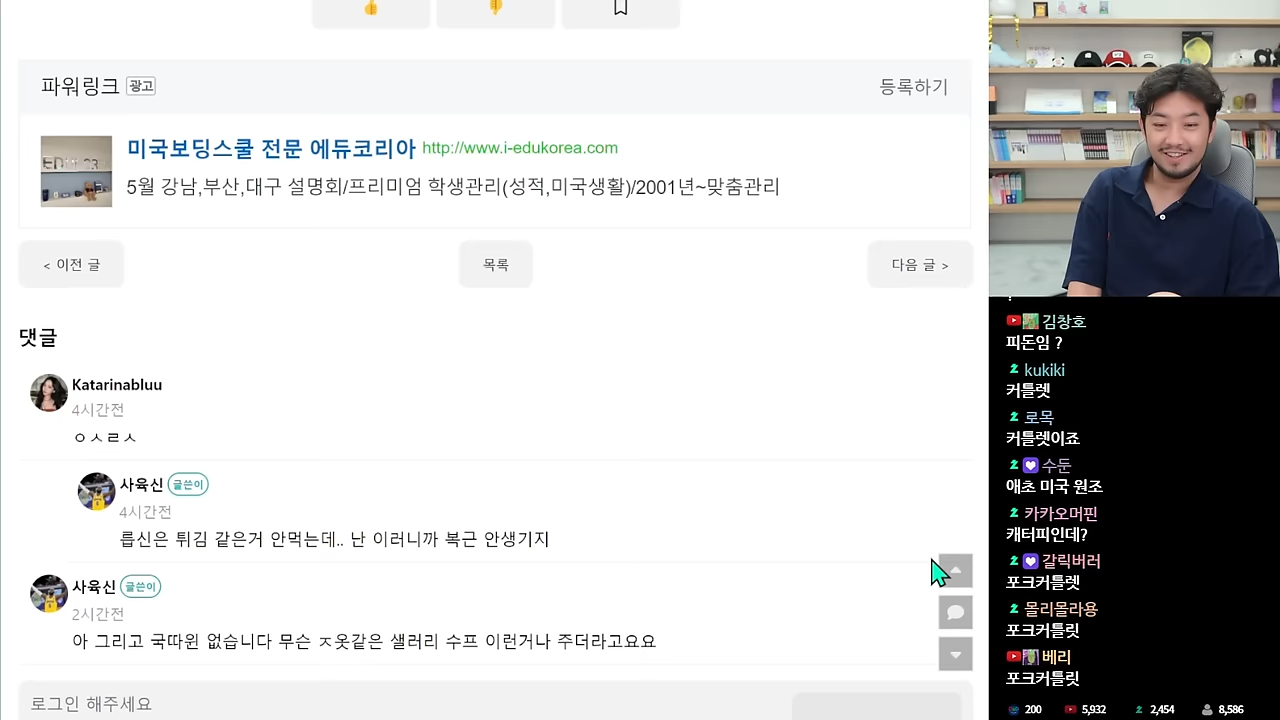 파워링크 광고
등록하기
미국보딩스쿨 전문 에듀코리아 http://www.i-edukorea.com
5월 강남,부산,대구 설명회/프리미엄 학생관리(성적,미국생활)/2001년~맞춤관리
< 이전 글
목록
다음 글 >
댓글
Katarinabluu
4시간전
ㅇㅅㄹㅅ
사육신 글쓴이
4시간전
릅신은 튀김 같은거 안먹는데.. 난 이러니까 복근 안생기지
사육신 글쓴이
2시간전
아 그리고 국따윈 없습니다 무슨 ㅈ옷같은 샐러리 수프 이런거나 주더라고요요
로그인 해주세요
김창호
피돈임 ?
kukiki
커틀렛
로목
커틀렛이죠
수둔
애초 미국 원조
카카오머핀
캐터피인데?
갈릭버러
포크커틀렛
몰리몰라용
포크커틀릿
베리
포크커틀릿
200 5,932 2,454 8,586